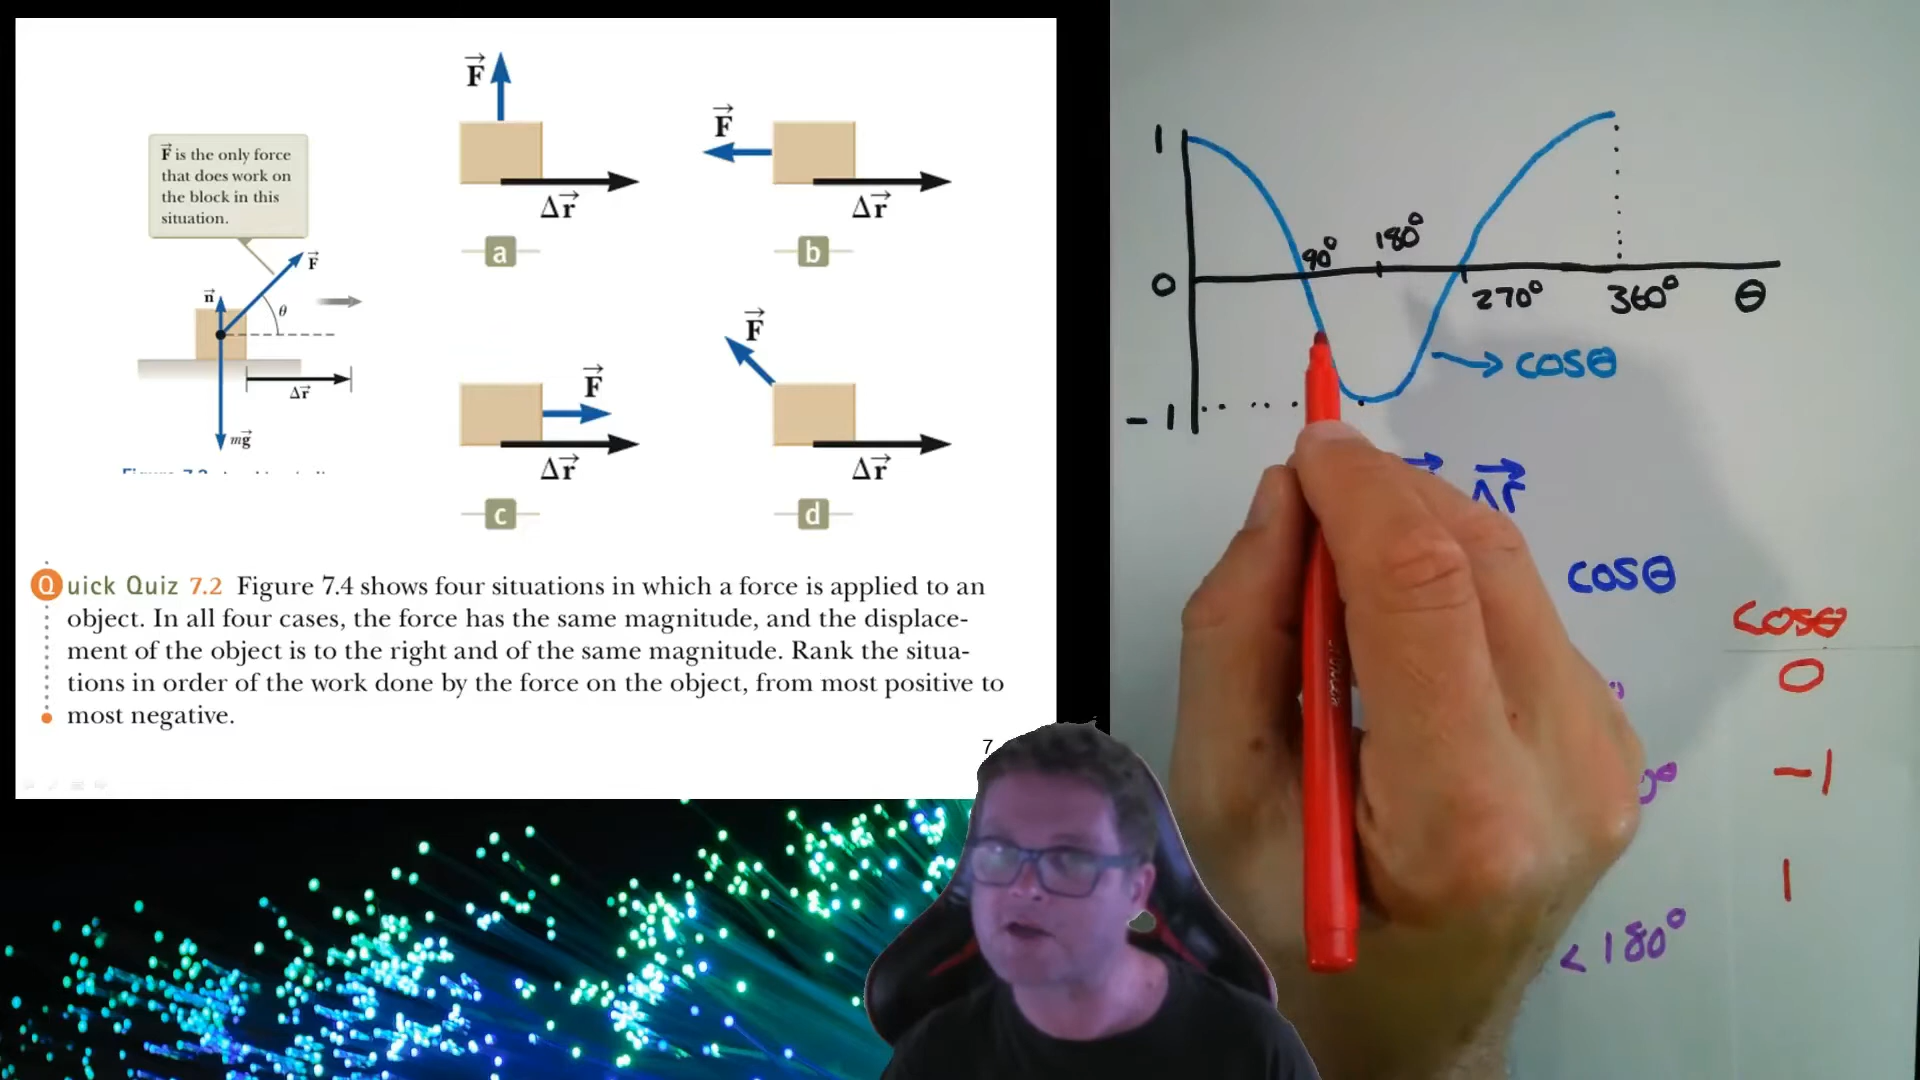 F
F
F is the only force
that does work on
the block in this
situation.
Δr
Δr
a
b
F
n
θ
F
F
Δr
mg
Δr
Δr
c
d
Quick Quiz 7.2 Figure 7.4 shows four situations in which a force is applied to an
object. In all four cases, the force has the same magnitude, and the displace-
ment of the object is to the right and of the same magnitude. Rank the situa-
tions in order of the work done by the force on the object, from most positive to
most negative.
7
1
90°
180°
0
270°
360°
θ
cosθ
-1
Δr
cosθ
cosθ
0
-1
1
< 180°